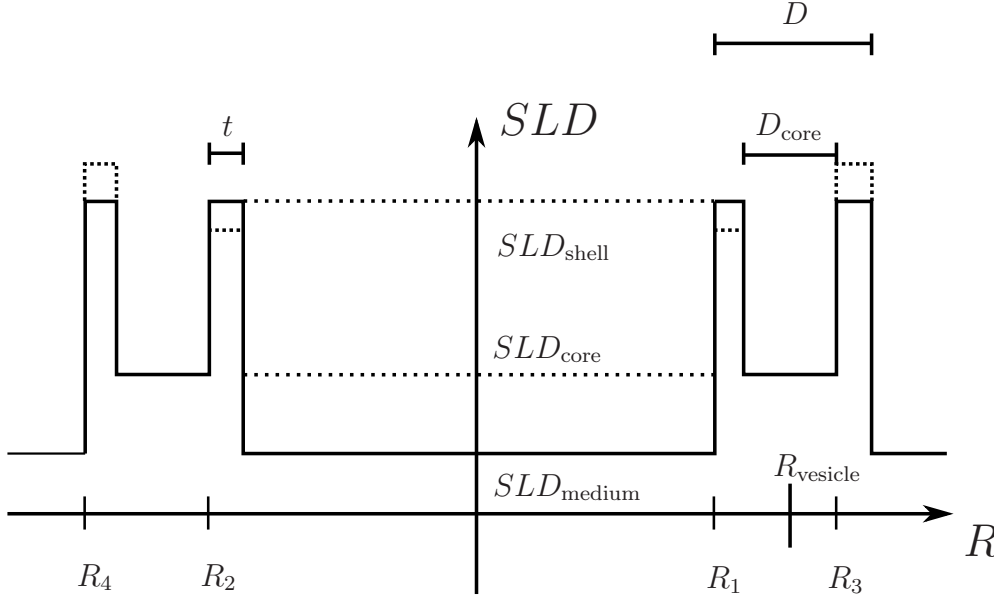 D
SLD
t
D_core
SLD_shell
SLD_core
R_vesicle
SLD_medium
R
R_4
R_2
R_1
R_3